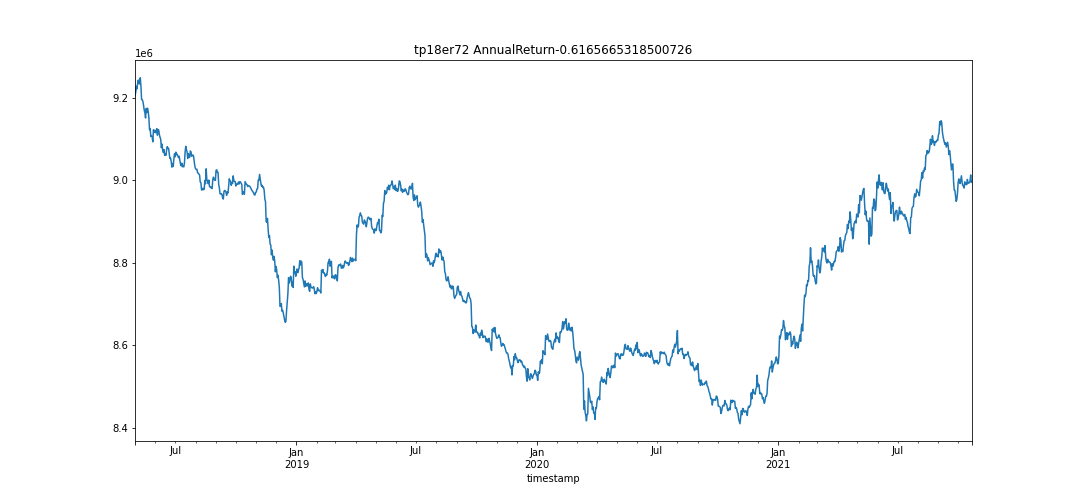 tp18er72 AnnualReturn-0.6165665318500726
1e6
9.2
9.0
8.8
8.6
8.4
Jul Jan Jul Jan Jul Jan Jul
2019 2020 2021
timestamp